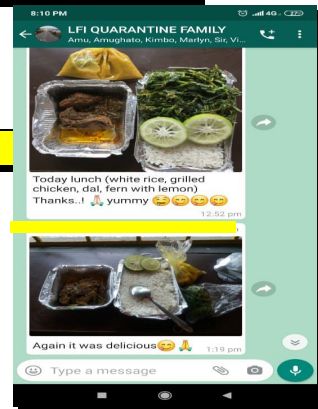 8:10 PM 4G
LFI QUARANTINE FAMILY
Amu, Amughato, Kimbo, Marlyn, Sir, Vi...
Today lunch (white rice, grilled
chicken, dal, fern with lemon)
Thanks..! 🙏 yummy 😋😊😊😊
12:52 pm
Again it was delicious😊 🙏
1:19 pm
Type a message